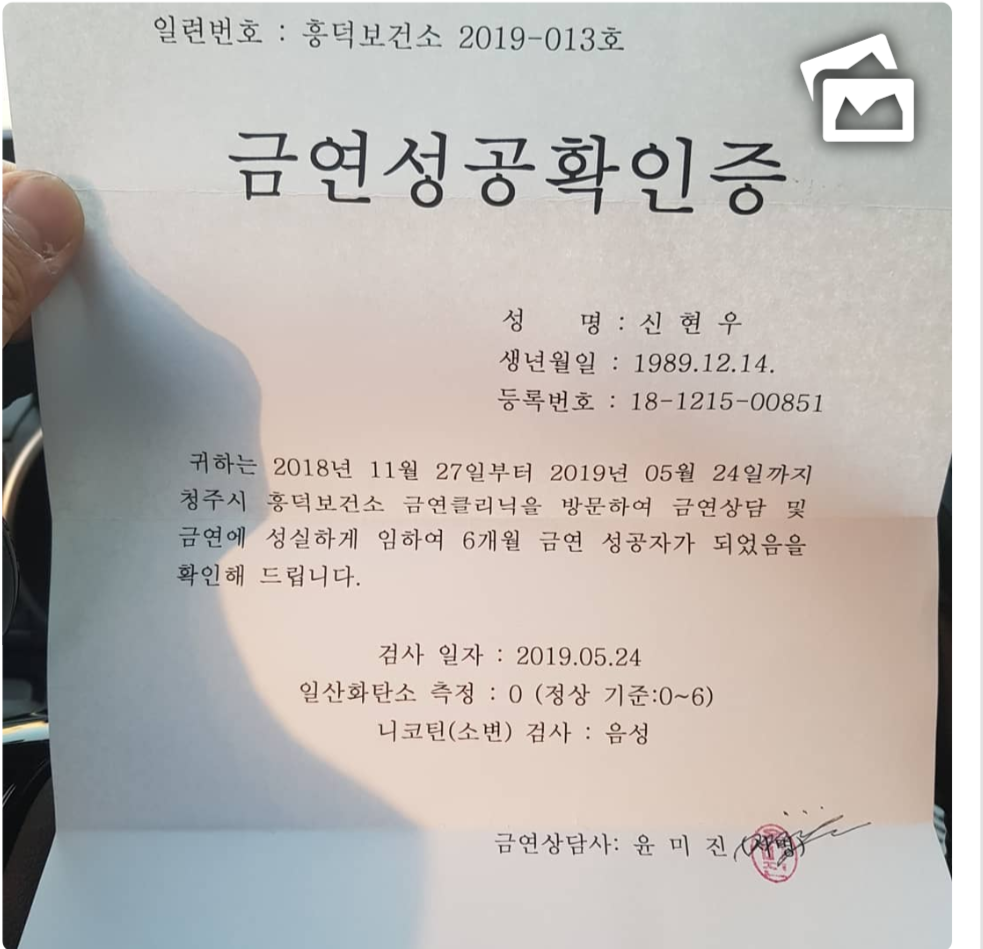 일련번호 : 흥덕보건소 2019-013호
금연성공확인증
성 명 : 신 현 우
생년월일 : 1989.12.14.
등록번호 : 18-1215-00851
귀하는 2018년 11월 27일부터 2019년 05월 24일까지
청주시 흥덕보건소 금연클리닉을 방문하여 금연상담 및
금연에 성실하게 임하여 6개월 금연 성공자가 되었음을
확인해 드립니다.
검사 일자 : 2019.05.24
일산화탄소 측정 : 0 (정상 기준:0~6)
니코틴(소변) 검사 : 음성
금연상담사: 윤 미 진 (서명)